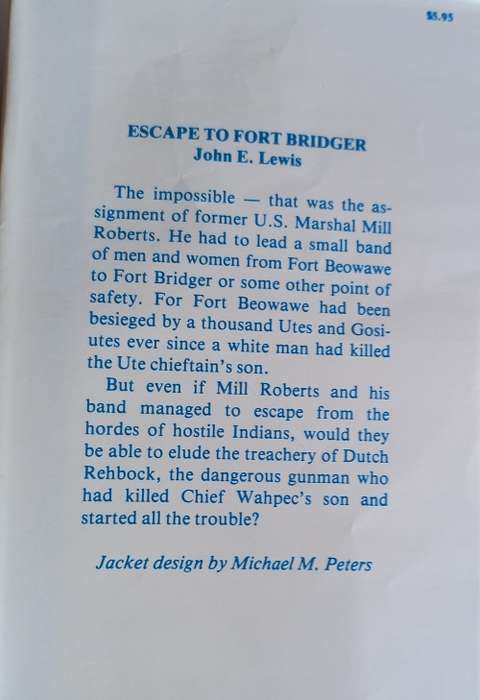 $5.95
ESCAPE TO FORT BRIDGER
John E. Lewis
The impossible — that was the as-
signment of former U.S. Marshal Mill
Roberts. He had to lead a small band
of men and women from Fort Beowawe
to Fort Bridger or some other point of
safety. For Fort Beowawe had been
besieged by a thousand Utes and Gosi-
utes ever since a white man had killed
the Ute chieftain's son.
But even if Mill Roberts and his
band managed to escape from the
hordes of hostile Indians, would they
be able to elude the treachery of Dutch
Rehbock, the dangerous gunman who
had killed Chief Wahpec's son and
started all the trouble?
Jacket design by Michael M. Peters